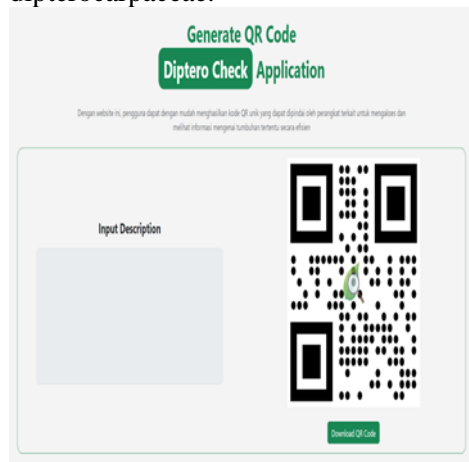 dipterocarpaceae.
Generate QR Code
Diptero Check Application
Dengan website ini, pengguna dapat dengan mudah menghasilkan kode QR unik yang dapat dipindai oleh perangkat terkait untuk mengakses dan
melihat informasi mengenai tumbuhan tertentu secara efisien
Input Description
Download QR Code